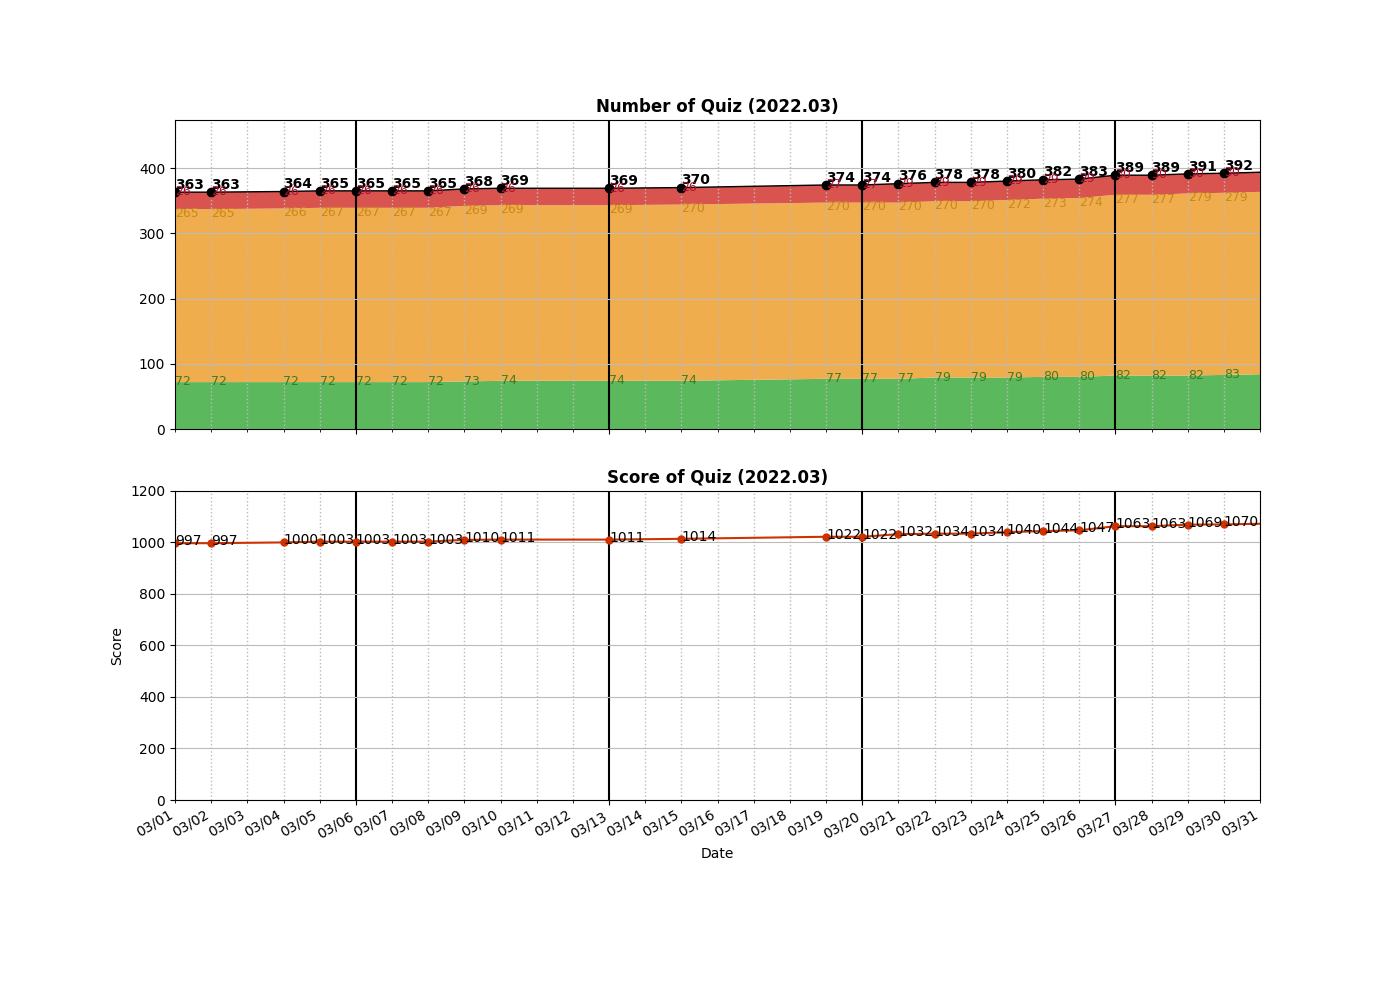 Number of Quiz (2022.03)
400
300
200
100
0
363 363 364 365 365 365 365 368 369 369 370 374 374 376 378 378 380 382 383 389 389 391 392
265 265 266 267 267 267 267 269 269 269 270 270 270 270 270 270 272 273 274 277 277 279 279
72 72 72 72 72 72 72 73 74 74 74 77 77 77 79 79 79 80 80 82 82 82 83
Score of Quiz (2022.03)
1200
1000
800
600
400
200
0
Score
997 997 1000 1003 1003 1003 1003 1010 1011 1011 1014 1022 1022 1032 1034 1034 1040 1044 1047 1063 1063 1069 1070
03/01 03/02 03/03 03/04 03/05 03/06 03/07 03/08 03/09 03/10 03/11 03/12 03/13 03/14 03/15 03/16 03/17 03/18 03/19 03/20 03/21 03/22 03/23 03/24 03/25 03/26 03/27 03/28 03/29 03/30 03/31
Date